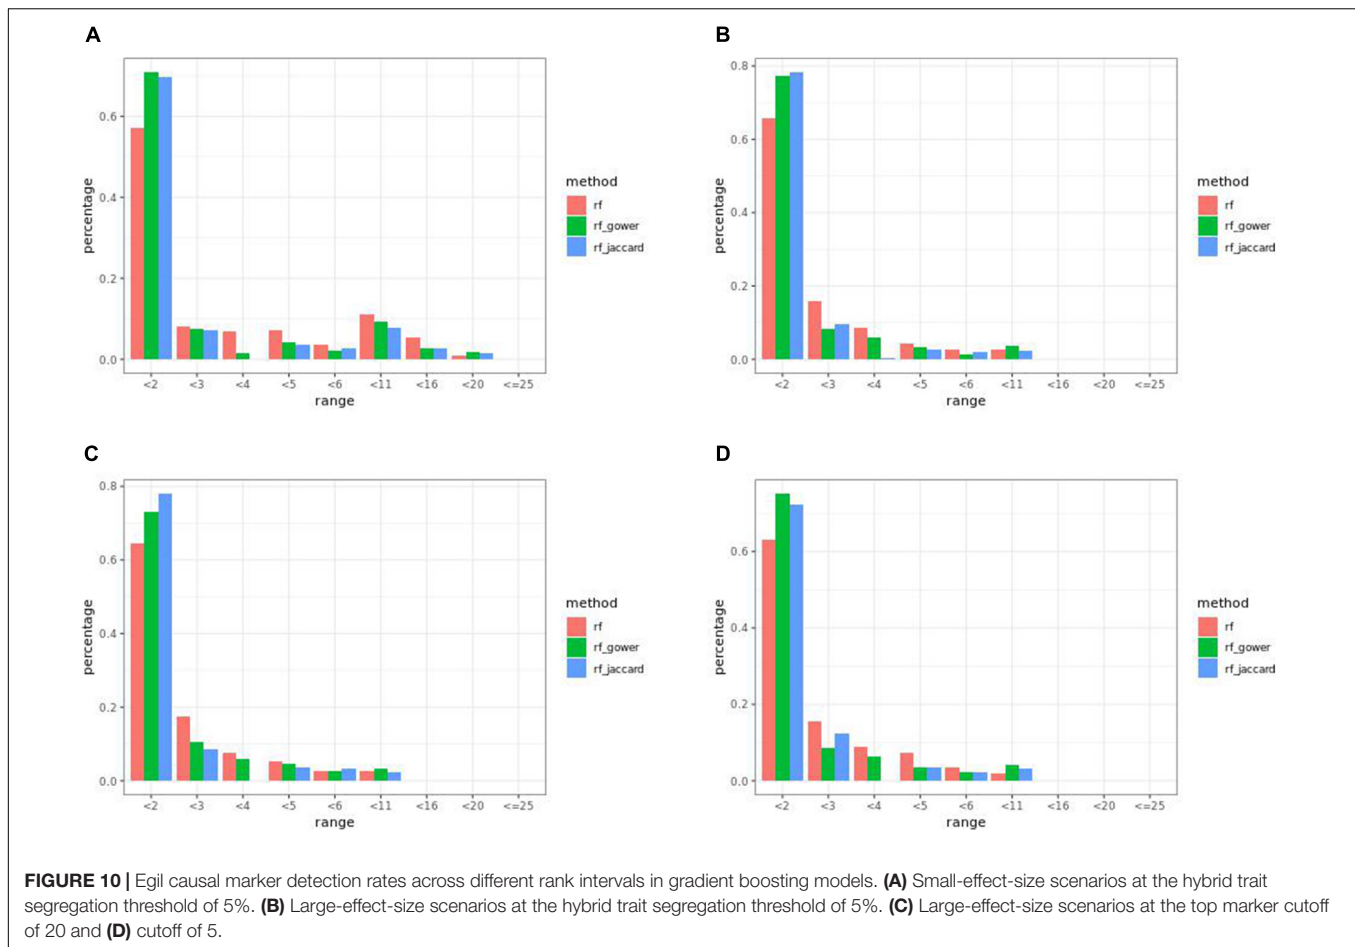 A
percentage
0.6
0.4
0.2
0.0
<2 <3 <4 <5 <6 <11 <16 <20 <=25
range
method
rf
rf_gower
rf_jaccard
B
percentage
0.8
0.6
0.4
0.2
0.0
<2 <3 <4 <5 <6 <11 <16 <20 <=25
range
method
rf
rf_gower
rf_jaccard
C
percentage
0.8
0.6
0.4
0.2
0.0
<2 <3 <4 <5 <6 <11 <16 <20 <=25
range
method
rf
rf_gower
rf_jaccard
D
percentage
0.6
0.4
0.2
0.0
<2 <3 <4 <5 <6 <11 <16 <20 <=25
range
method
rf
rf_gower
rf_jaccard
FIGURE 10 | Egil causal marker detection rates across different rank intervals in gradient boosting models. (A) Small-effect-size scenarios at the hybrid trait
segregation threshold of 5%. (B) Large-effect-size scenarios at the hybrid trait segregation threshold of 5%. (C) Large-effect-size scenarios at the top marker cutoff
of 20 and (D) cutoff of 5.